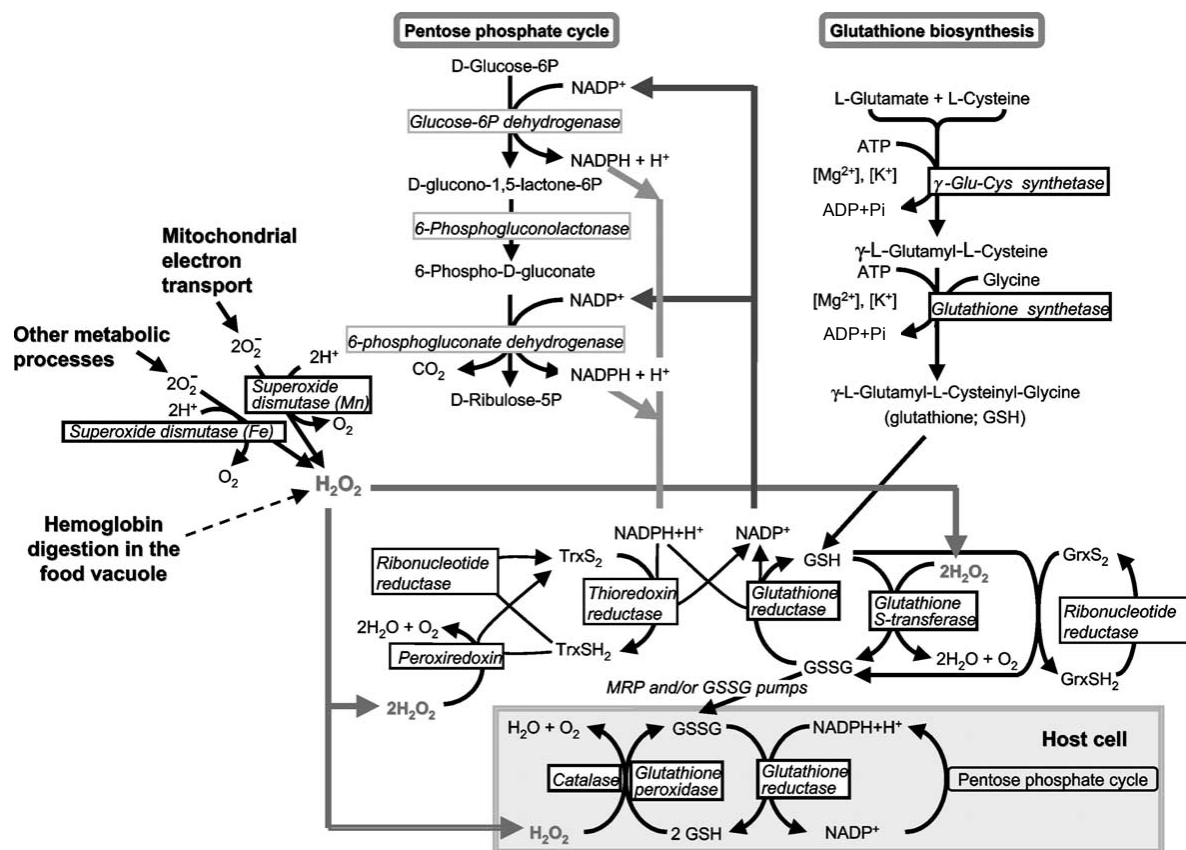 Pentose phosphate cycle
D-Glucose-6P
NADP⁺
Glucose-6P dehydrogenase
NADPH + H⁺
D-glucono-1,5-lactone-6P
6-Phosphogluconolactonase
6-Phospho-D-gluconate
NADP⁺
6-phosphogluconate dehydrogenase
CO₂
NADPH + H⁺
D-Ribulose-5P
Glutathione biosynthesis
L-Glutamate + L-Cysteine
ATP
[Mg²⁺], [K⁺]
γ-Glu-Cys synthetase
ADP+Pi
γ-L-Glutamyl-L-Cysteine
ATP
Glycine
[Mg²⁺], [K⁺]
Glutathione synthetase
ADP+Pi
γ-L-Glutamyl-L-Cysteinyl-Glycine
(glutathione; GSH)
Mitochondrial
electron
transport
Other metabolic
processes
2O₂⁻
2H⁺
2O₂⁻
2H⁺
Superoxide
dismutase (Mn)
O₂
Superoxide dismutase (Fe)
O₂
H₂O₂
Hemoglobin
digestion in the
food vacuole
NADPH+H⁺
NADP⁺
Ribonucleotide
reductase
TrxS₂
Thioredoxin
reductase
Glutathione
reductase
GSH
2H₂O₂
Glutathione
S-transferase
GrxS₂
Ribonucleotide
reductase
2H₂O + O₂
Peroxiredoxin
TrxSH₂
GSSG
2H₂O + O₂
GrxSH₂
2H₂O₂
MRP and/or GSSG pumps
H₂O + O₂
GSSG
NADPH+H⁺
Host cell
Catalase
Glutathione
peroxidase
Glutathione
reductase
Pentose phosphate cycle
H₂O₂
2 GSH
NADP⁺